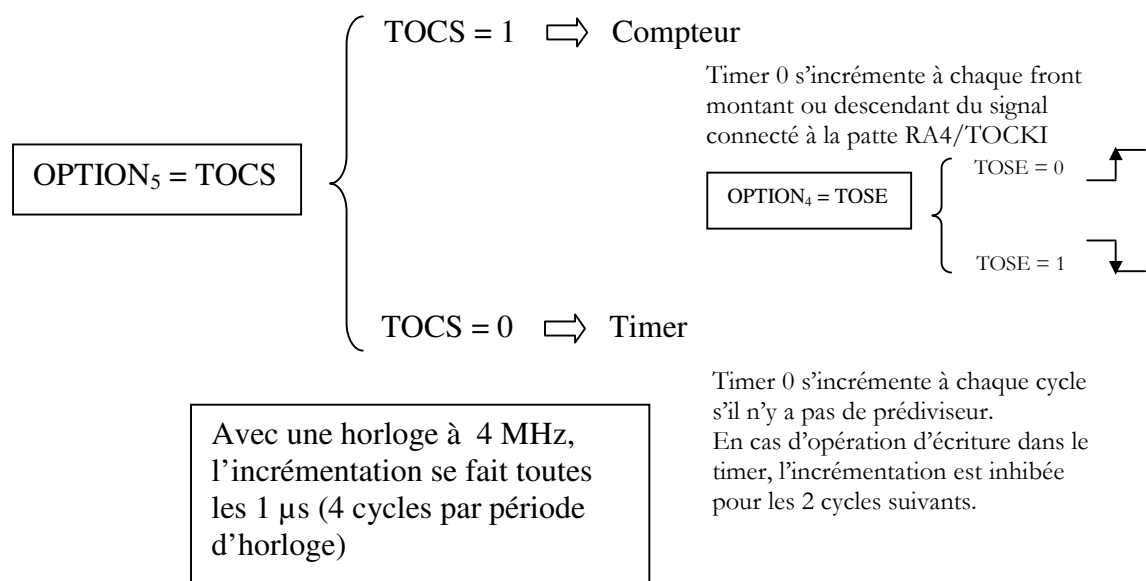 TOCS = 1 ⇨ Compteur
Timer 0 s'incrémente à chaque front
montant ou descendant du signal
connecté à la patte RA4/TOCKI
OPTION₅ = TOCS
TOSE = 0
OPTION₄ = TOSE
TOSE = 1
TOCS = 0 ⇨ Timer
Timer 0 s'incrémente à chaque cycle
s'il n'y a pas de prédiviseur.
En cas d'opération d'écriture dans le
timer, l'incrémentation est inhibée
pour les 2 cycles suivants.
Avec une horloge à 4 MHz,
l'incrémentation se fait toutes
les 1 µs (4 cycles par période
d'horloge)